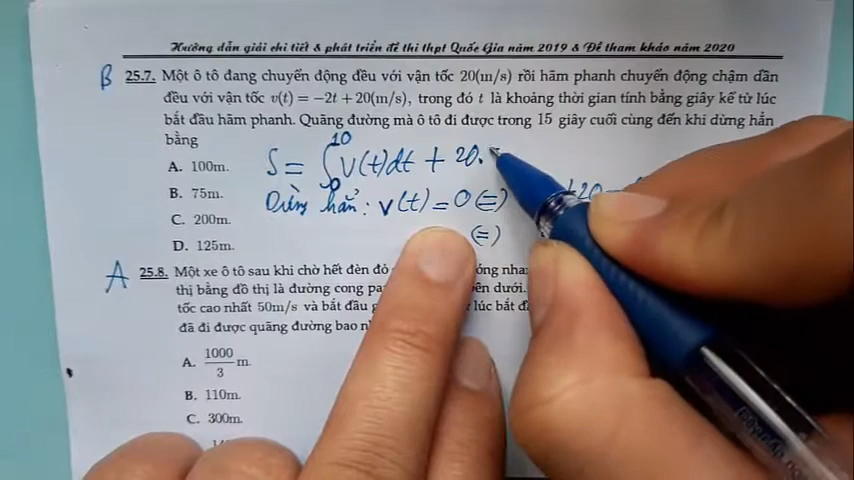 Hướng dẫn giải chi tiết & phát triển đề thi thpt Quốc Gia năm 2019 & Đề tham khảo năm 2020
B 25.7. Một ô tô đang chuyển động đều với vận tốc 20(m/s) rồi hãm phanh chuyển động chậm dần
đều với vận tốc v(t) = −2t + 20(m/s), trong đó t là khoảng thời gian tính bằng giây kể từ lúc
bắt đầu hãm phanh. Quãng đường mà ô tô đi được trong 15 giây cuối cùng đến khi dừng hẳn
bằng
A. 100m.
S = ∫₀¹⁰ v(t)dt + 20.
B. 75m.
Dừng hẳn: v(t) = 0 ⇔
C. 200m.
⇔
D. 125m.
A 25.8. Một xe ô tô sau khi chờ hết đèn đỏ
thị bằng đồ thị là đường cong
tốc cao nhất 50m/s và bắt đầu lúc bắt
đã đi được quãng đường bao
A. 1000/3 m
B. 110m.
C. 300m.